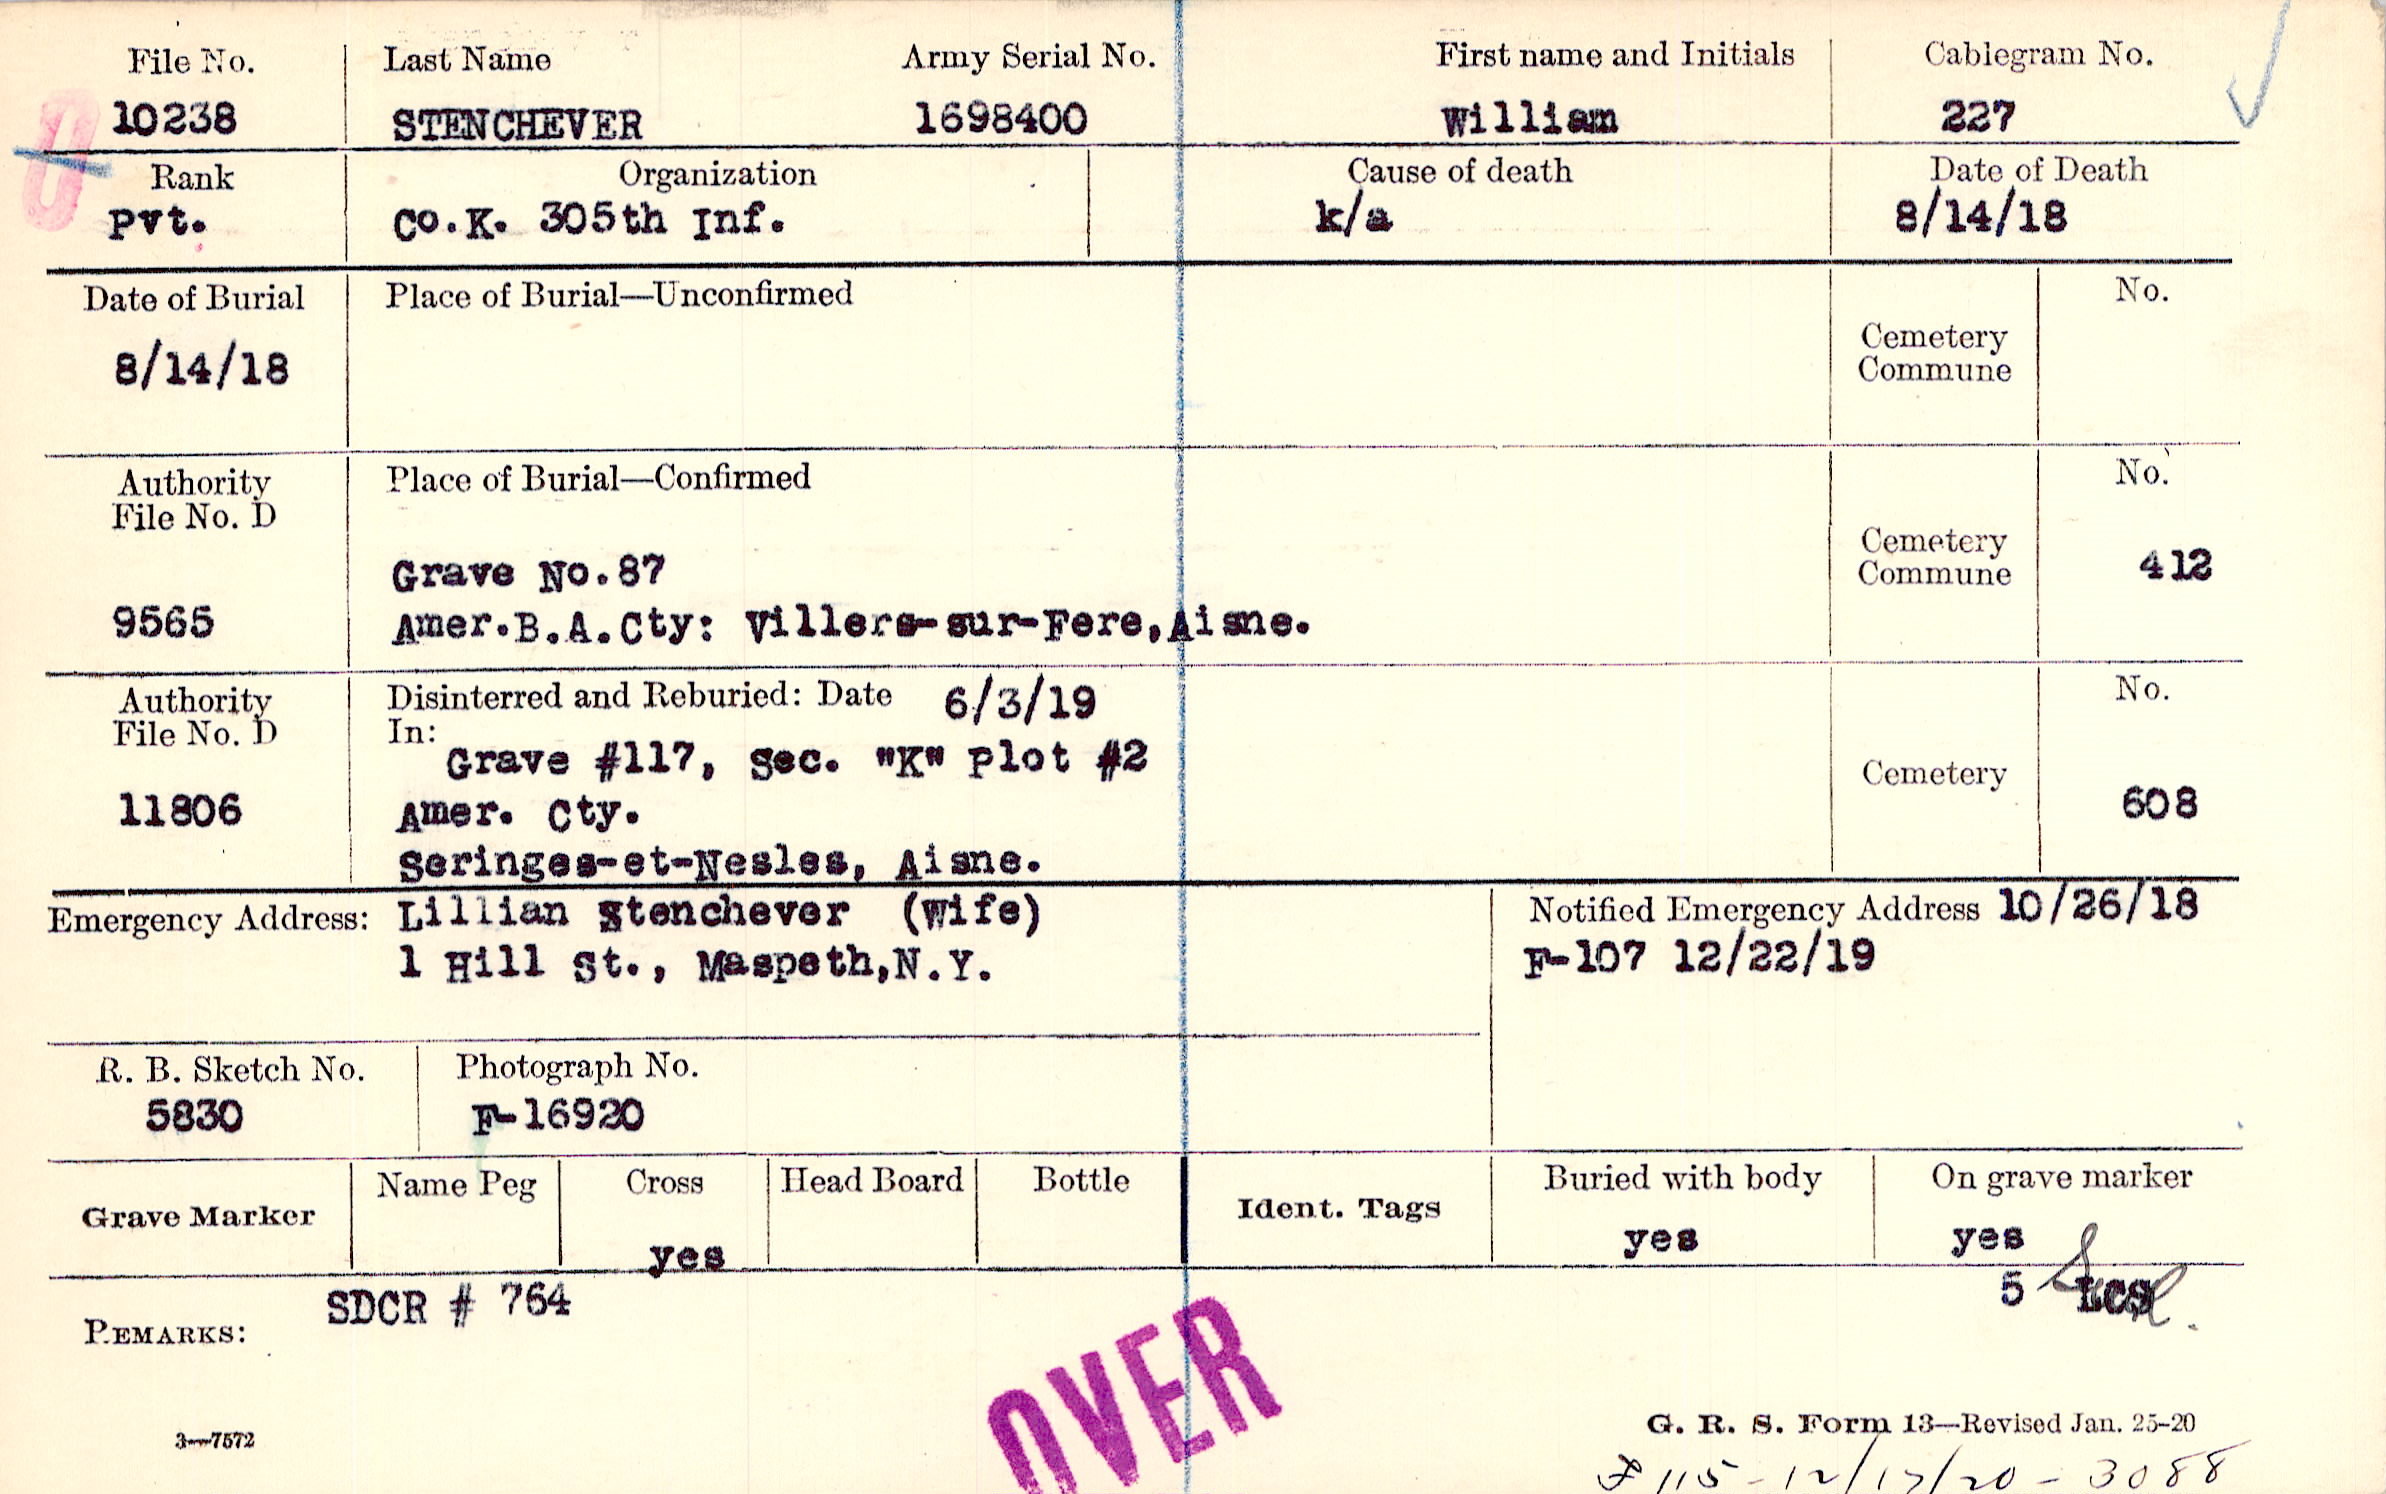 File No. Last Name Army Serial No. First name and Initials Cablegram No.
10238 STENCHEVER 1698400 William 227
Rank Organization Cause of death Date of Death
Pvt. Co.K. 305th Inf. k/a 8/14/18
Date of Burial Place of Burial—Unconfirmed No.
8/14/18 Cemetery
Commune
Authority Place of Burial—Confirmed No.
File No. D
Cemetery
Grave No.87 Commune 412
9565 Amer.B.A.Cty: Villers-sur-Fere,Aisne.
Authority Disinterred and Reburied: Date 6/3/19 No.
File No. D In:
Grave #117, Sec. "K" Plot #2 Cemetery
11806 Amer. Cty. 608
Seringes-et-Nesles, Aisne.
Emergency Address: Lillian Stenchever (Wife) Notified Emergency Address 10/26/18
1 Hill St., Maspeth,N.Y. F-107 12/22/19
R. B. Sketch No. Photograph No.
5830 F-16920
Grave Marker Name Peg Cross Head Board Bottle Ident. Tags Buried with body On grave marker
yes yes yes
SDCR # 764 5
REMARKS:
OVER
3—7572 G. R. S. Form 13—Revised Jan. 25-20
115 - 12/17/20 - 3088